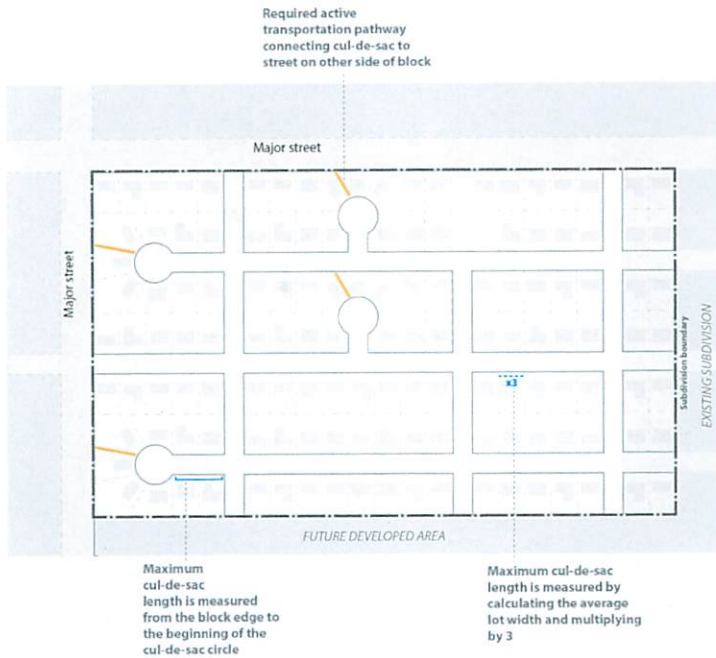 Required active
transportation pathway
connecting cul-de-sac to
street on other side of block
Major street
Major street
x3
Subdivision boundary
EXISTING SUBDIVISION
FUTURE DEVELOPED AREA
Maximum
cul-de-sac
length is measured
from the block edge to
the beginning of the
cul-de-sac circle
Maximum cul-de-sac
length is measured by
calculating the average
lot width and multiplying
by 3